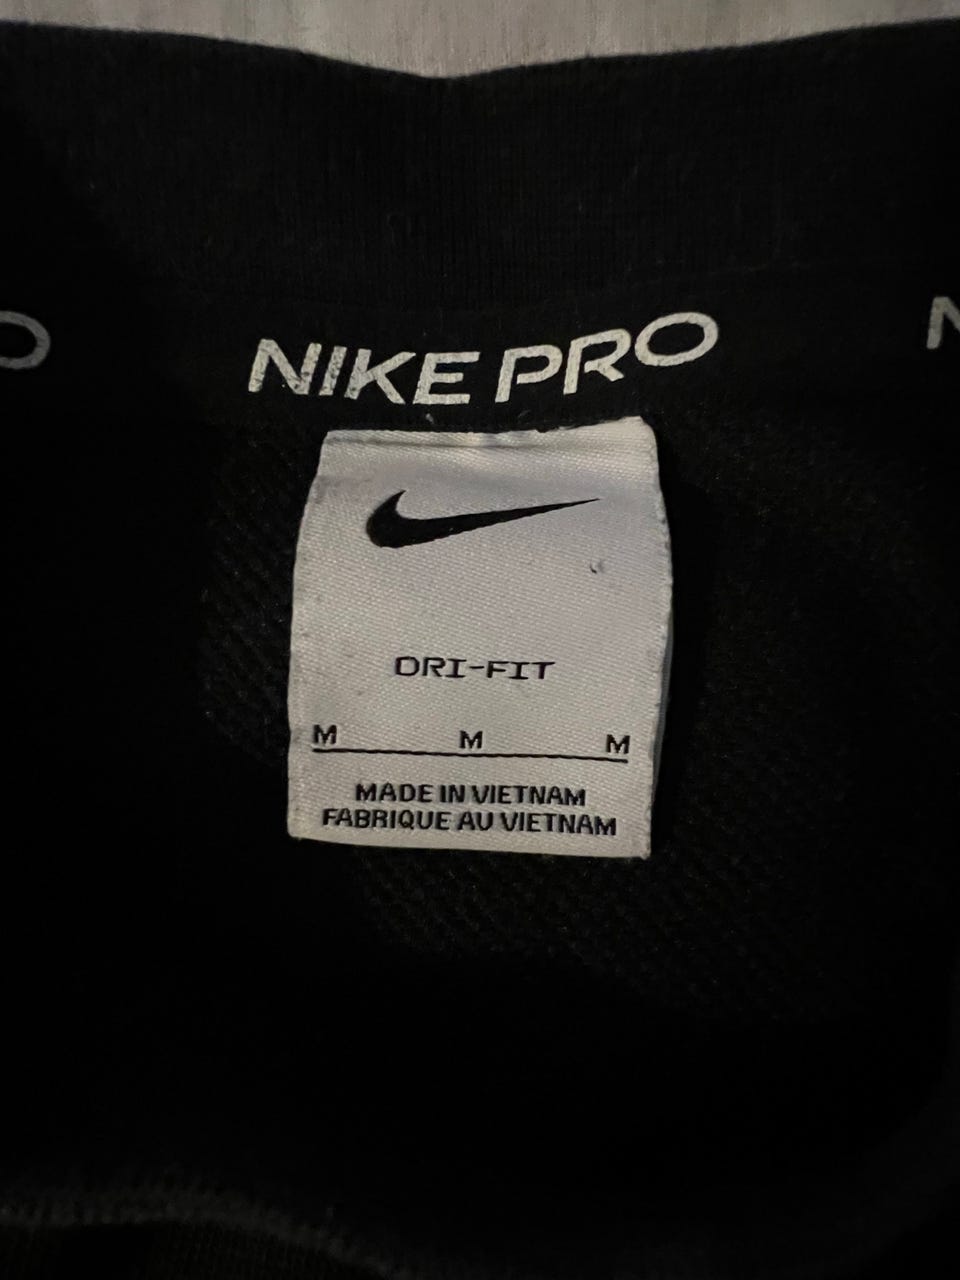 NIKE PRO
DRI-FIT
M M M
MADE IN VIETNAM
FABRIQUE AU VIETNAM